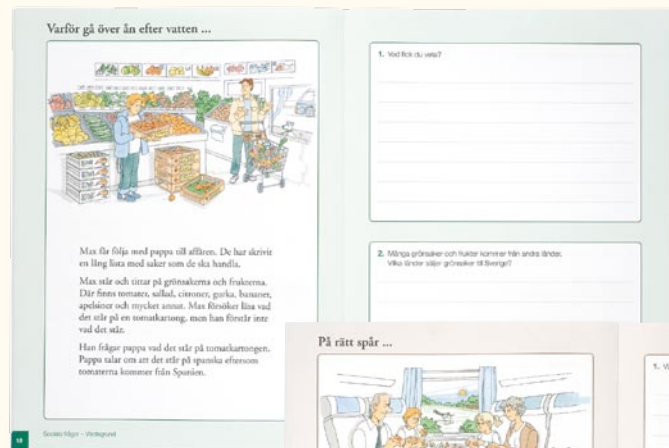 Varför gå över ån efter vatten ...
Max får följa med pappa till affären. De har skrivit
en lång lista med saker som de ska handla.
Max står och tittar på grönsakerna och frukterna.
Där finns tomater, sallad, citroner, gurka, bananer,
apelsiner och mycket annat. Max försöker läsa vad
det står på en tomatkartong, men han förstår inte
vad det står.
Han frågar pappa vad det står på tomatkartongen.
Pappa talar om att det står på spanska eftersom
tomaterna kommer från Spanien.
18
Sociala frågor – Vardagrund
1. Vad fick du veta?
2. Många grönsaker och frukter kommer från andra länder.
Vilka länder säljer grönsaker till Sverige?
På rätt spår ...
1.